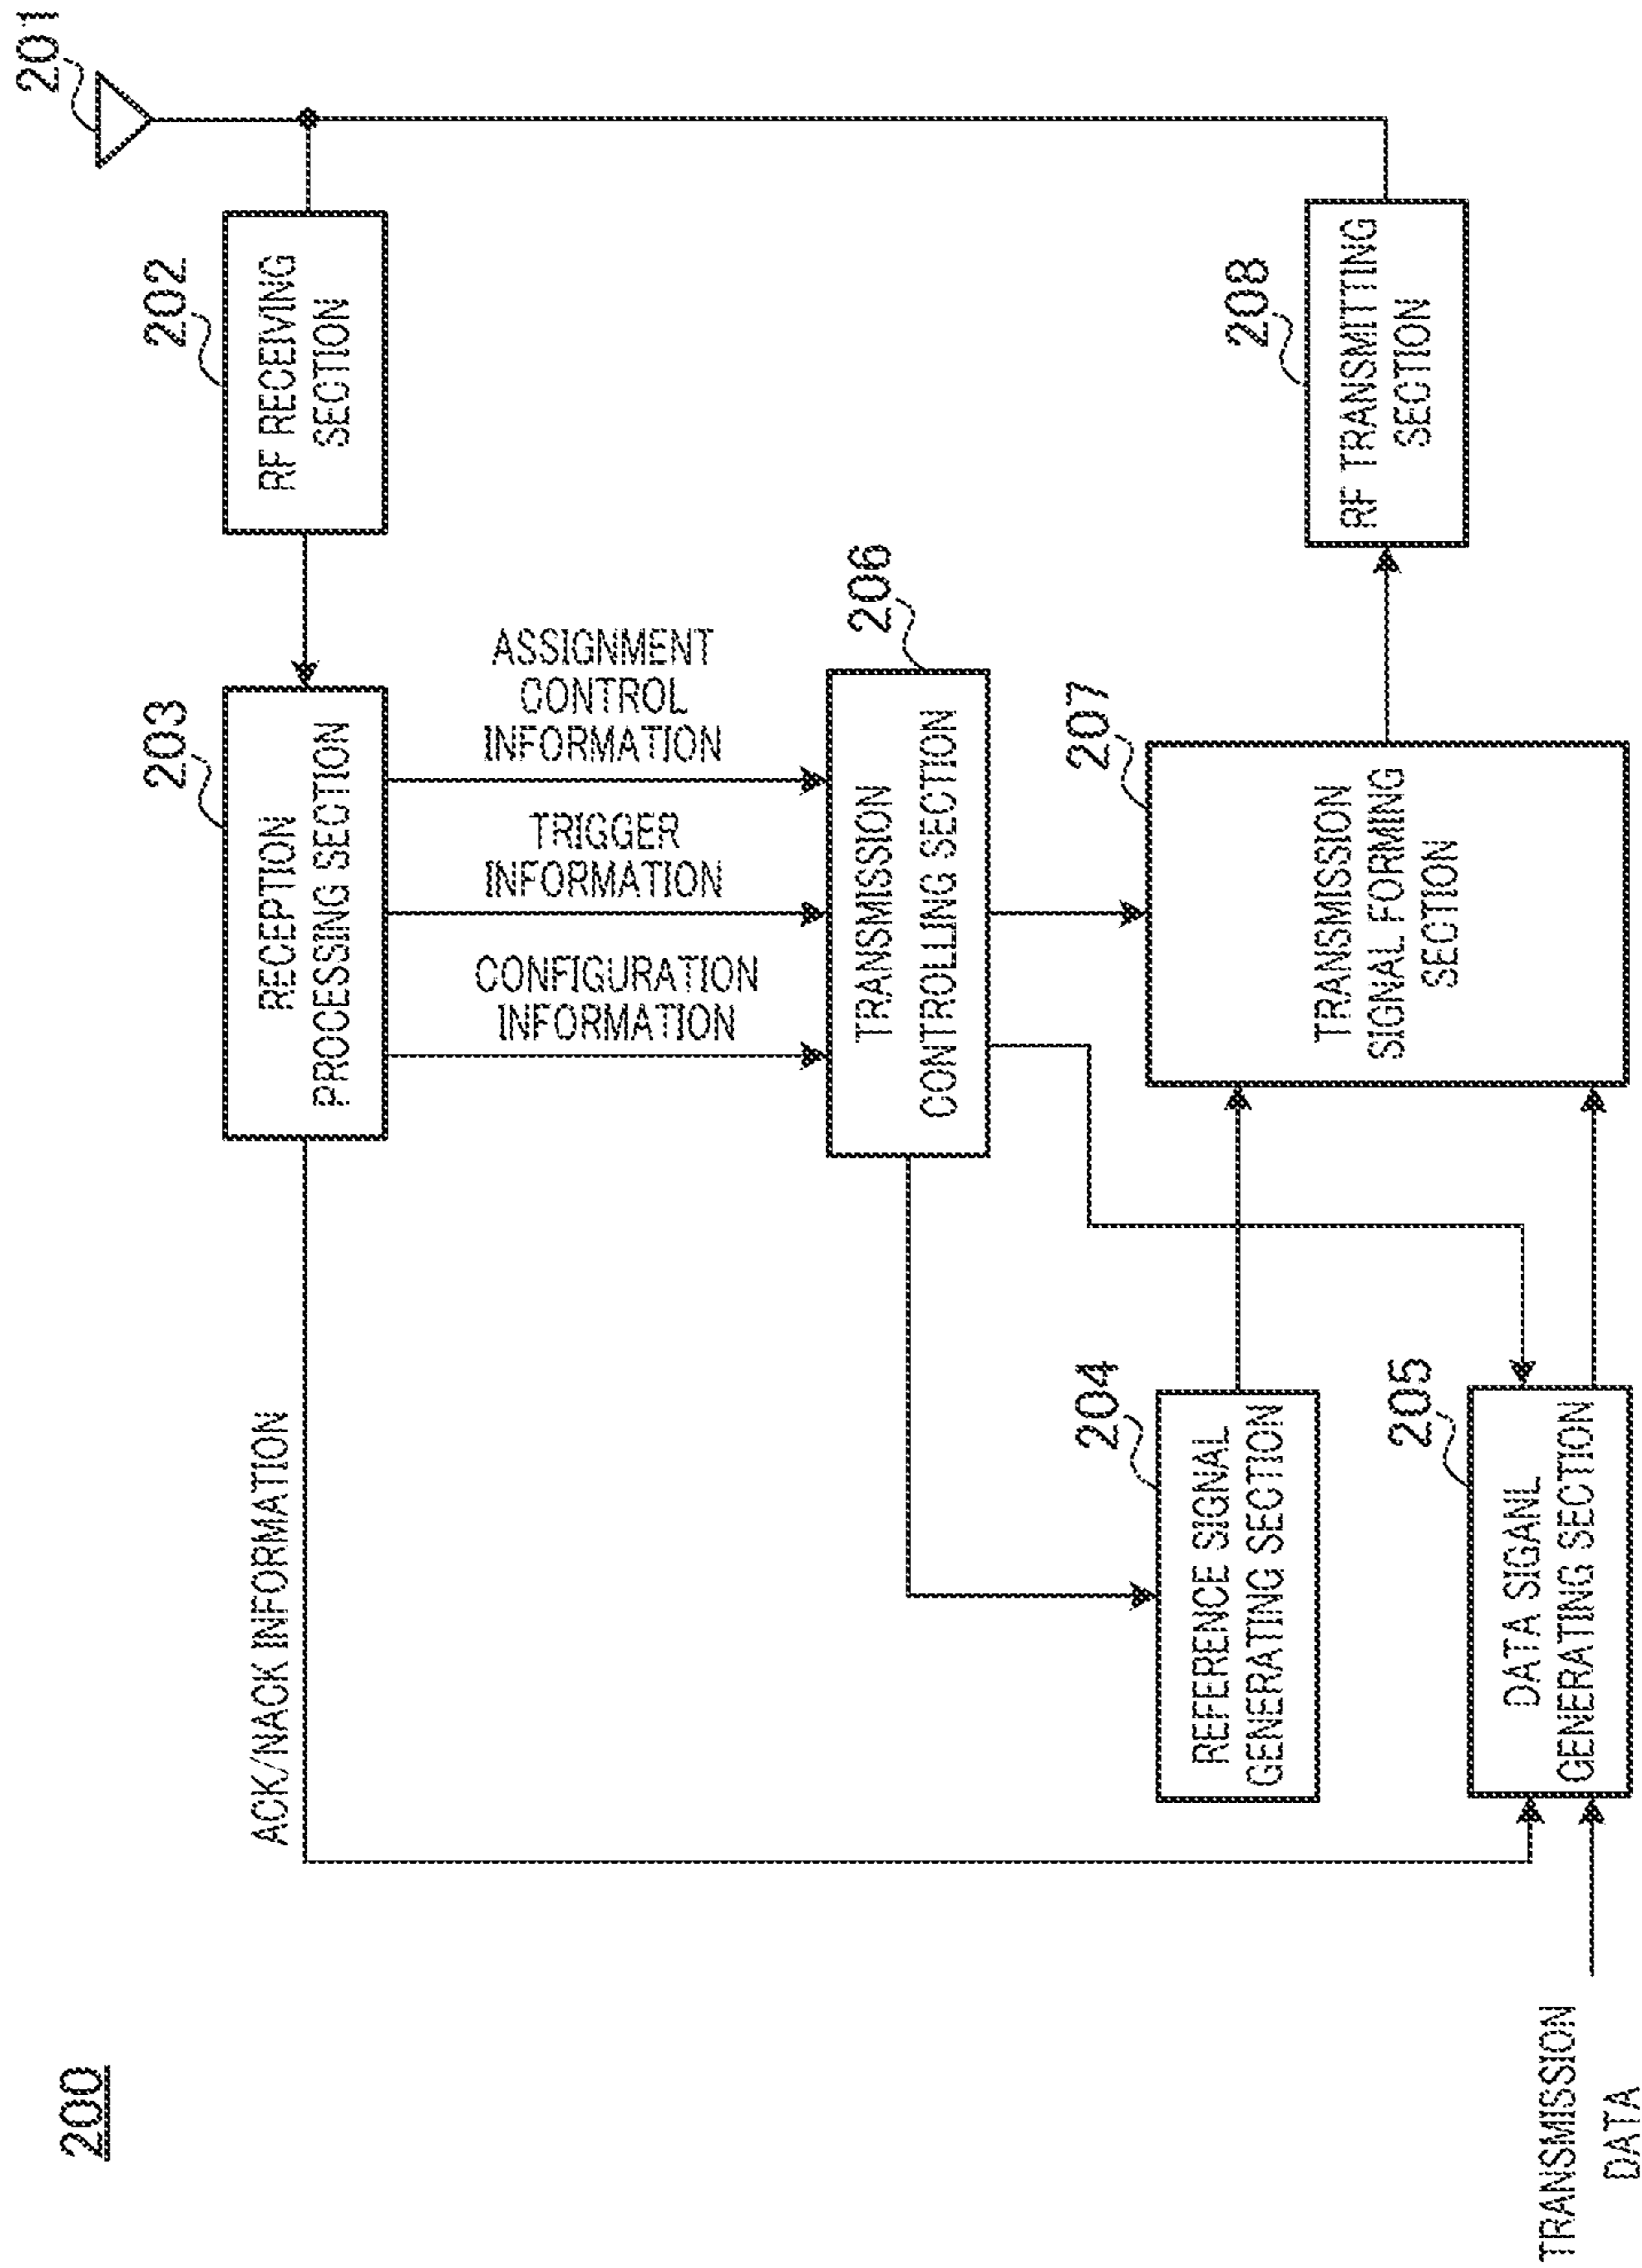 200
201
RF RECEIVING
SECTION
202
RECEPTION
PROCESSING SECTION
203
ACK/NACK INFORMATION
ASSIGNMENT
CONTROL
INFORMATION
TRIGGER
INFORMATION
CONFIGURATION
INFORMATION
TRANSMISSION
CONTROLLING SECTION
206
REFERENCE SIGNAL
GENERATING SECTION
204
TRANSMISSION
SIGNAL FORMING
SECTION
207
RF TRANSMITTING
SECTION
208
DATA SIGANL
GENERATING SECTION
205
TRANSMISSION
DATA